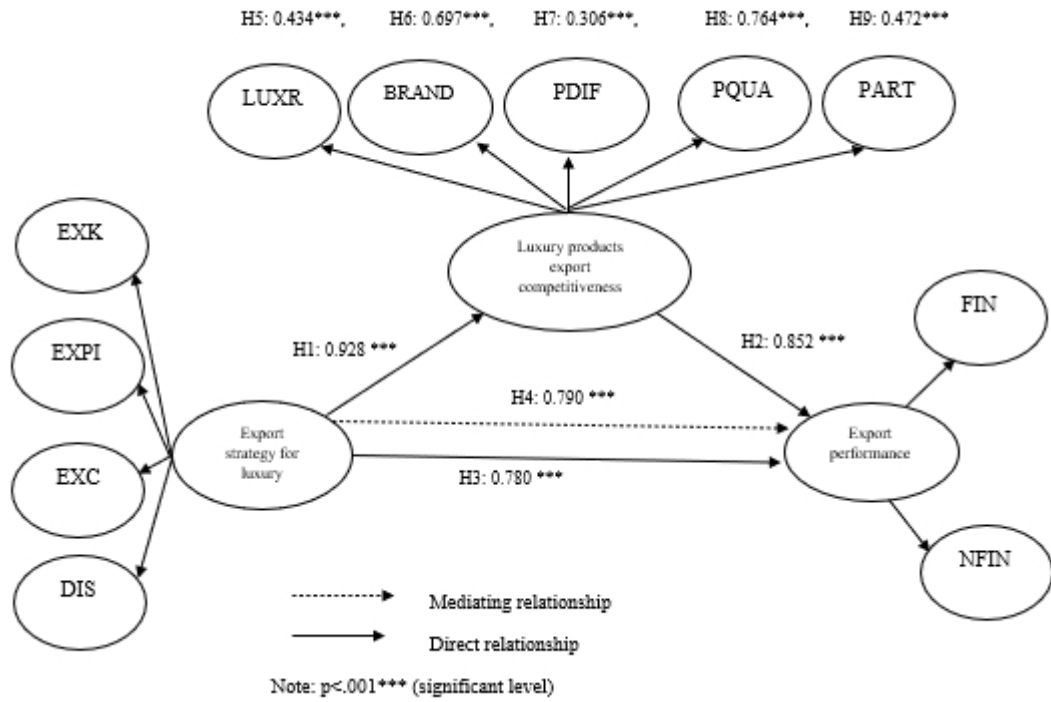 H5: 0.434***, H6: 0.697***, H7: 0.306***, H8: 0.764***, H9: 0.472***
LUXR
BRAND
PDIF
PQUA
PART
EXK
EXPI
EXC
DIS
Luxury products
export
competitiveness
FIN
H1: 0.928 ***
H2: 0.852 ***
H4: 0.790 ***
Export
strategy for
luxury
Export
performance
H3: 0.780 ***
NFIN
Mediating relationship
Direct relationship
Note: p<.001*** (significant level)